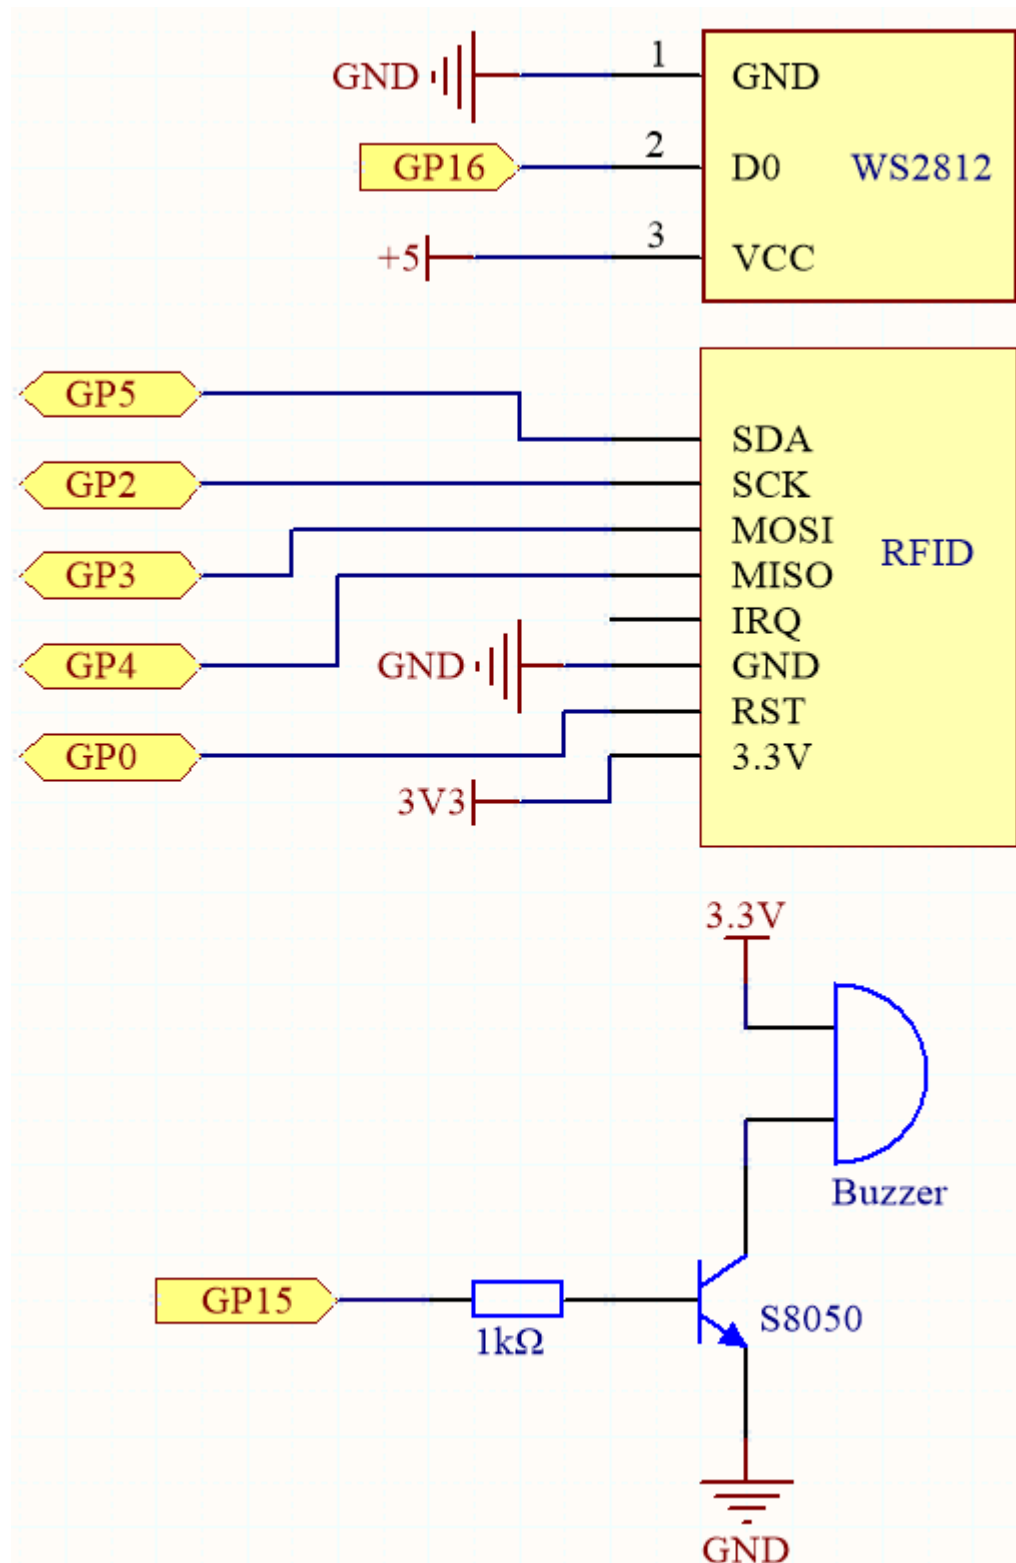 1
GND
GND
2
GP16
D0
WS2812
3
+5
VCC
GP5
SDA
GP2
SCK
MOSI
RFID
GP3
MISO
IRQ
GP4
GND
GND
RST
GP0
3.3V
3V3
3.3V
Buzzer
GP15
S8050
1kΩ
GND